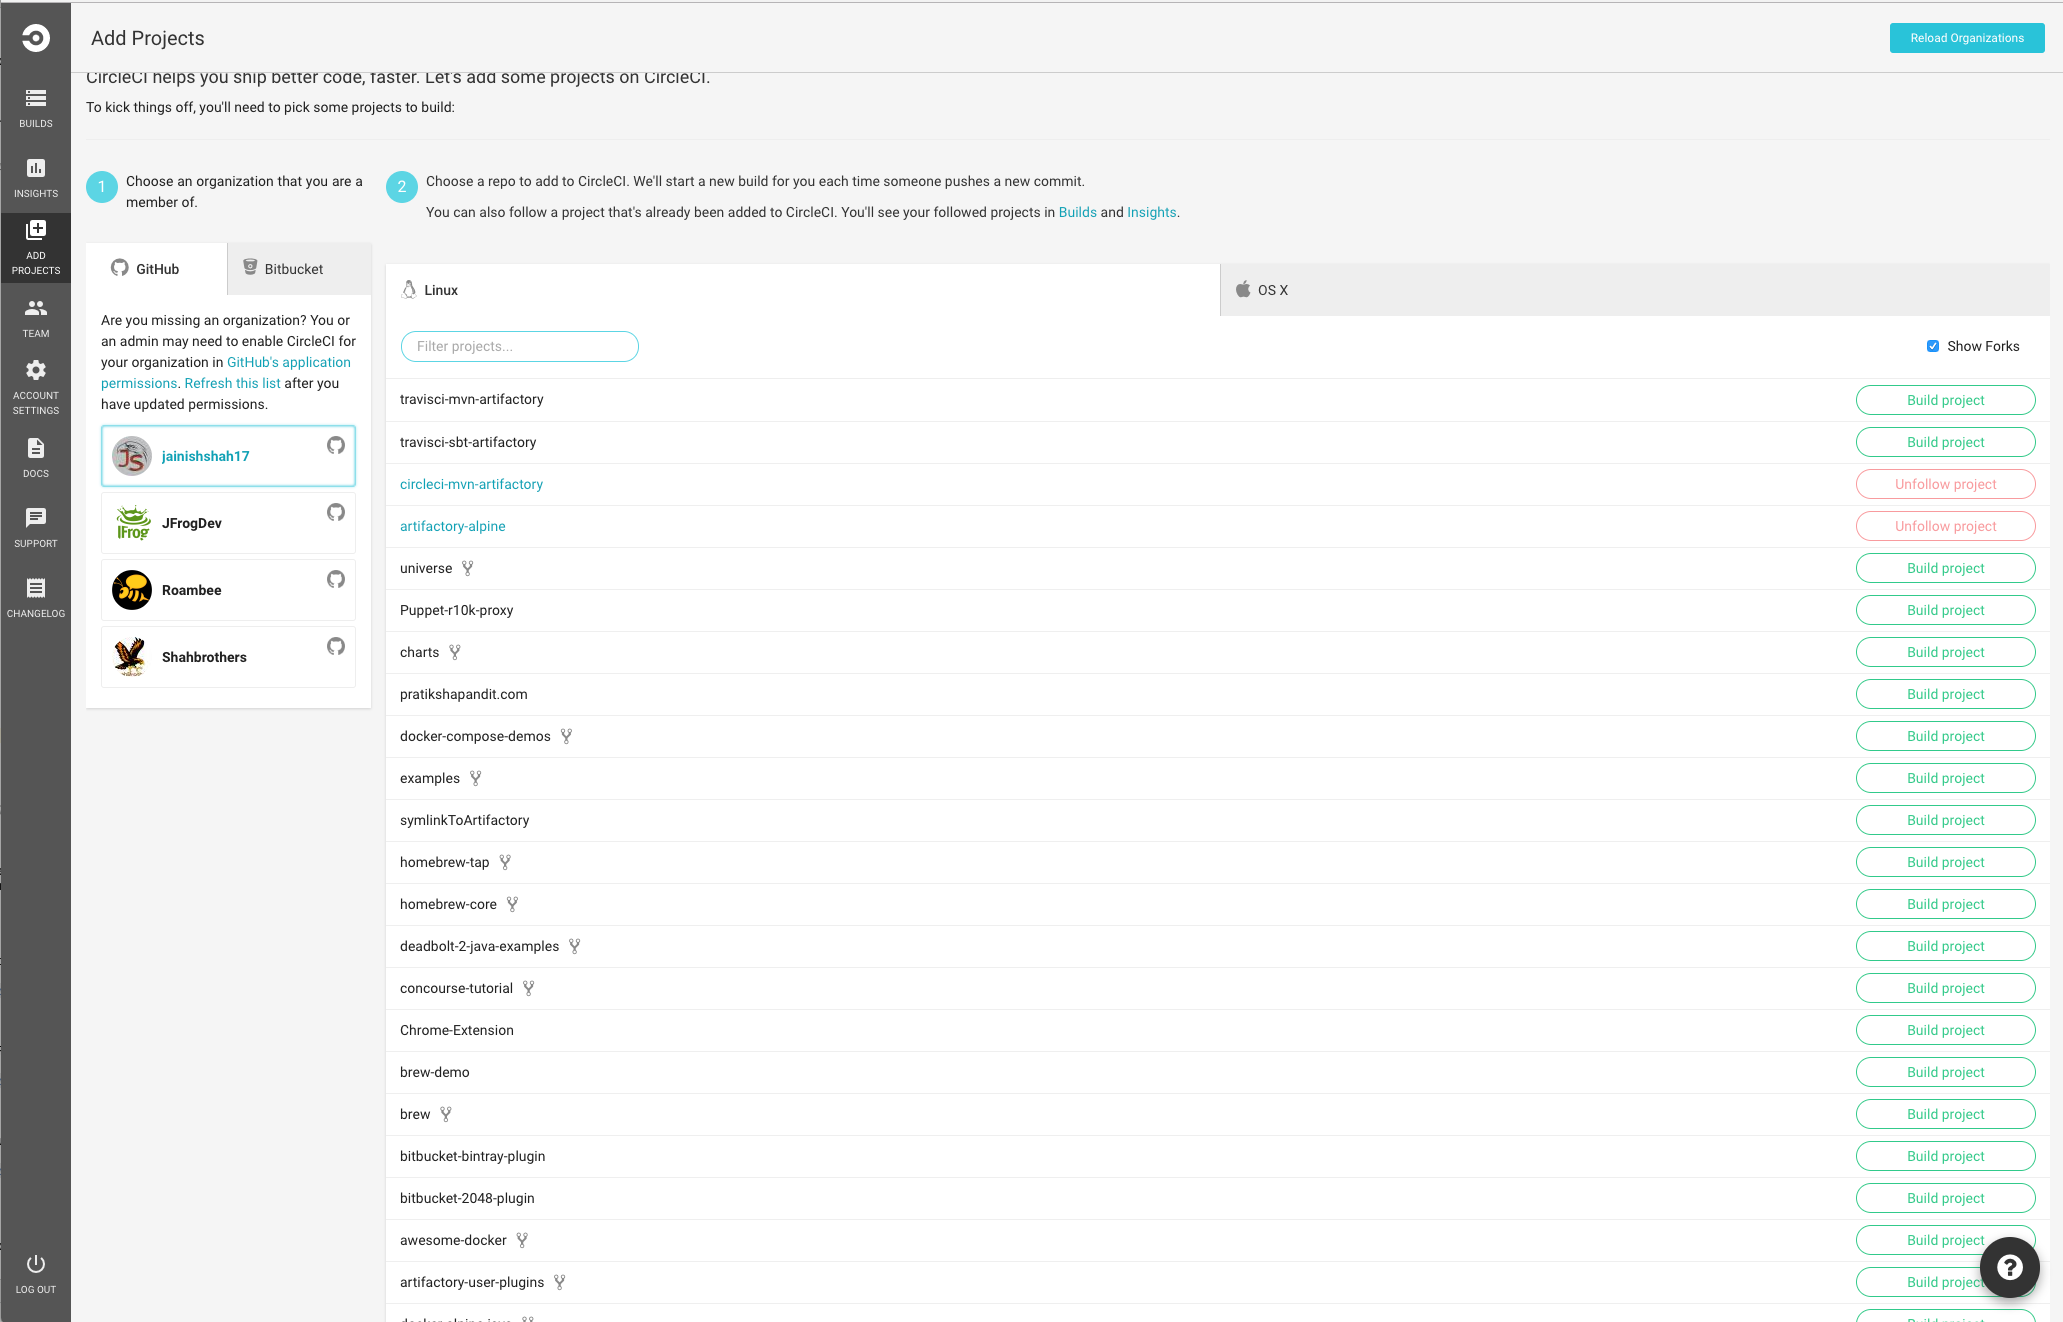 Add Projects
Reload Organizations
CircleCI helps you ship better code, faster. Let's add some projects on CircleCI.
To kick things off, you'll need to pick some projects to build:
BUILDS
INSIGHTS
ADD
PROJECTS
TEAM
ACCOUNT
SETTINGS
DOCS
SUPPORT
CHANGELOG
LOG OUT
1
Choose an organization that you are a
member of.
GitHub
Bitbucket
Are you missing an organization? You or
an admin may need to enable CircleCI for
your organization in GitHub's application
permissions. Refresh this list after you
have updated permissions.
JS
jainishshah17
JFrog
JFrogDev
Roambee
Shahbrothers
2
Choose a repo to add to CircleCI. We'll start a new build for you each time someone pushes a new commit.
You can also follow a project that's already been added to CircleCI. You'll see your followed projects in Builds and Insights.
Linux
OS X
Filter projects...
Show Forks
travisci-mvn-artifactory
Build project
travisci-sbt-artifactory
Build project
circleci-mvn-artifactory
Unfollow project
artifactory-alpine
Unfollow project
universe
Build project
Puppet-r10k-proxy
Build project
charts
Build project
pratikshapandit.com
Build project
docker-compose-demos
Build project
examples
Build project
symlinkToArtifactory
Build project
homebrew-tap
Build project
homebrew-core
Build project
deadbolt-2-java-examples
Build project
concourse-tutorial
Build project
Chrome-Extension
Build project
brew-demo
Build project
brew
Build project
bitbucket-bintray-plugin
Build project
bitbucket-2048-plugin
Build project
awesome-docker
Build project
artifactory-user-plugins
Build project
?